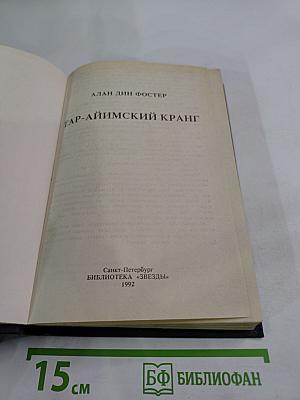 АЛАН ДИН ФОСТЕР
ТАР-АЙИМСКИЙ КРАНГ
Санкт-Петербург
БИБЛИОТЕКА «ЗВЕЗДЫ»
1992
15 см
БФ БИБЛИОФАН